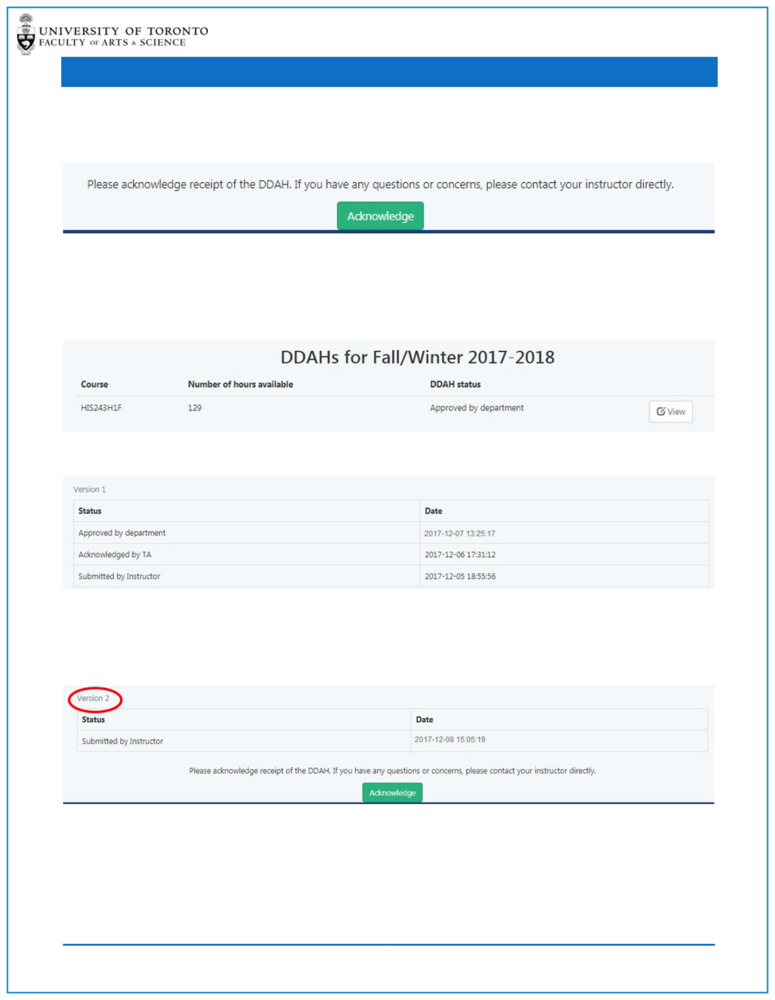 UNIVERSITY OF TORONTO
FACULTY OF ARTS & SCIENCE
Please acknowledge receipt of the DDAH. If you have any questions or concerns, please contact your instructor directly.
Acknowledge
DDAHs for Fall/Winter 2017-2018
Course Number of hours available DDAH status
HIS243H1F 129 Approved by department View
Version 1
Status Date
Approved by department 2017-12-07 13:25:17
Acknowledged by TA 2017-12-06 17:31:12
Submitted by Instructor 2017-12-05 18:55:56
Version 2
Status Date
Submitted by Instructor 2017-12-08 15:05:19
Please acknowledge receipt of the DDAH. If you have any questions or concerns, please contact your instructor directly.
Acknowledge